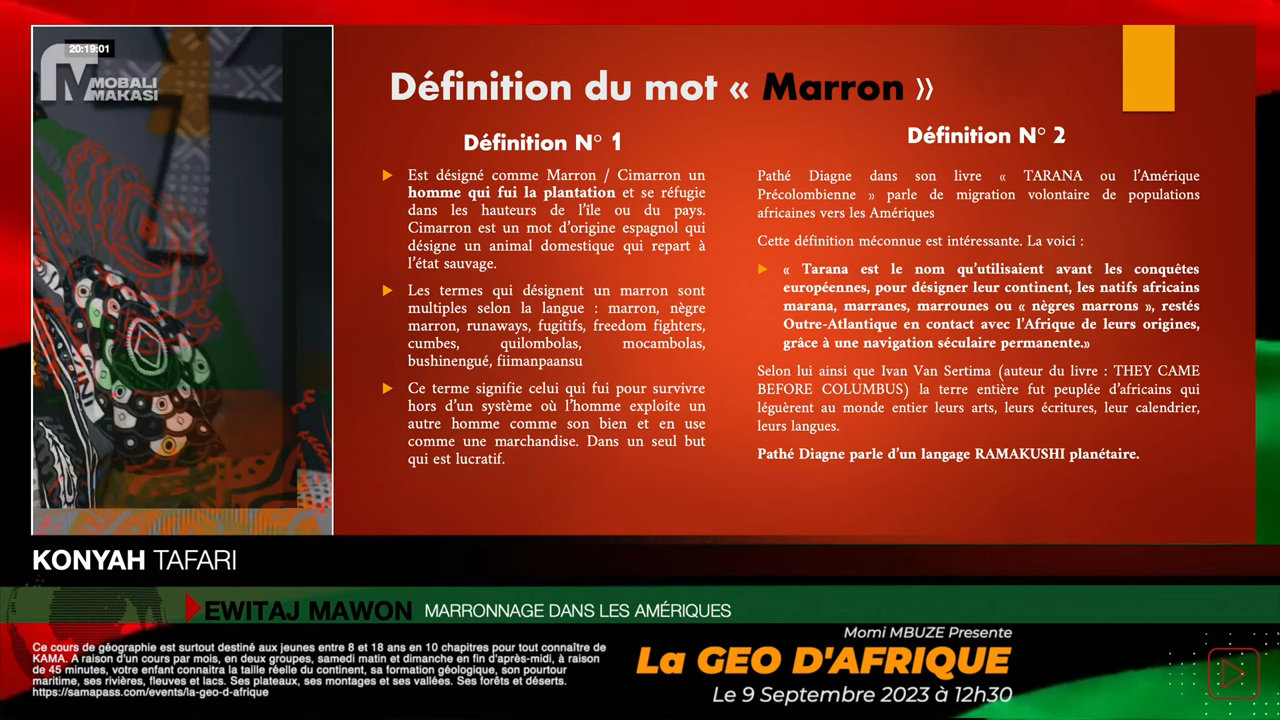 20:19:01
MOBALI
MAKASI
Définition du mot « Marron »
Définition N° 1
Est désigné comme Marron / Cimarron un
homme qui fui la plantation et se réfugie
dans les hauteurs de l'île ou du pays.
Cimarron est un mot d'origine espagnol qui
désigne un animal domestique qui repart à
l'état sauvage.
Les termes qui désignent un marron sont
multiples selon la langue : marron, nègre
marron, runaways, fugitifs, freedom fighters,
cumbes, quilombolas, mocambolas,
bushinengué, fiimanpaansu
Ce terme signifie celui qui fui pour survivre
hors d'un système où l'homme exploite un
autre homme comme son bien et en use
comme une marchandise. Dans un seul but
qui est lucratif.
Définition N° 2
Pathé Diagne dans son livre « TARANA ou l'Amérique
Précolombienne » parle de migration volontaire de populations
africaines vers les Amériques
Cette définition méconnue est intéressante. La voici :
« Tarana est le nom qu'utilisaient avant les conquêtes
européennes, pour désigner leur continent, les natifs africains
marana, marranes, marrounes ou « nègres marrons », restés
Outre-Atlantique en contact avec l'Afrique de leurs origines,
grâce à une navigation séculaire permanente.»
Selon lui ainsi que Ivan Van Sertima (auteur du livre : THEY CAME
BEFORE COLUMBUS) la terre entière fut peuplée d'africains qui
léguèrent au monde entier leurs arts, leurs écritures, leur calendrier,
leurs langues.
Pathé Diagne parle d'un langage RAMAKUSHI planétaire.
KONYAH TAFARI
EWITAJ MAWON MARRONNAGE DANS LES AMÉRIQUES
Ce cours de géographie est surtout destiné aux jeunes entre 8 et 18 ans en 10 chapitres pour tout connaître de
KAMA. A raison d'un cours par mois, en deux groupes, samedi matin et dimanche en fin d'après-midi, à raison
de 45 minutes, votre enfant connaitra la taille réelle du continent, sa formation géologique, son pourtour
maritime, ses rivières, fleuves et lacs. Ses plateaux, ses montages et ses vallées. Ses forêts et déserts.
https://samapass.com/events/la-geo-d-afrique
Momi MBUZE Presente
La GEO D'AFRIQUE
Le 9 Septembre 2023 à 12h30